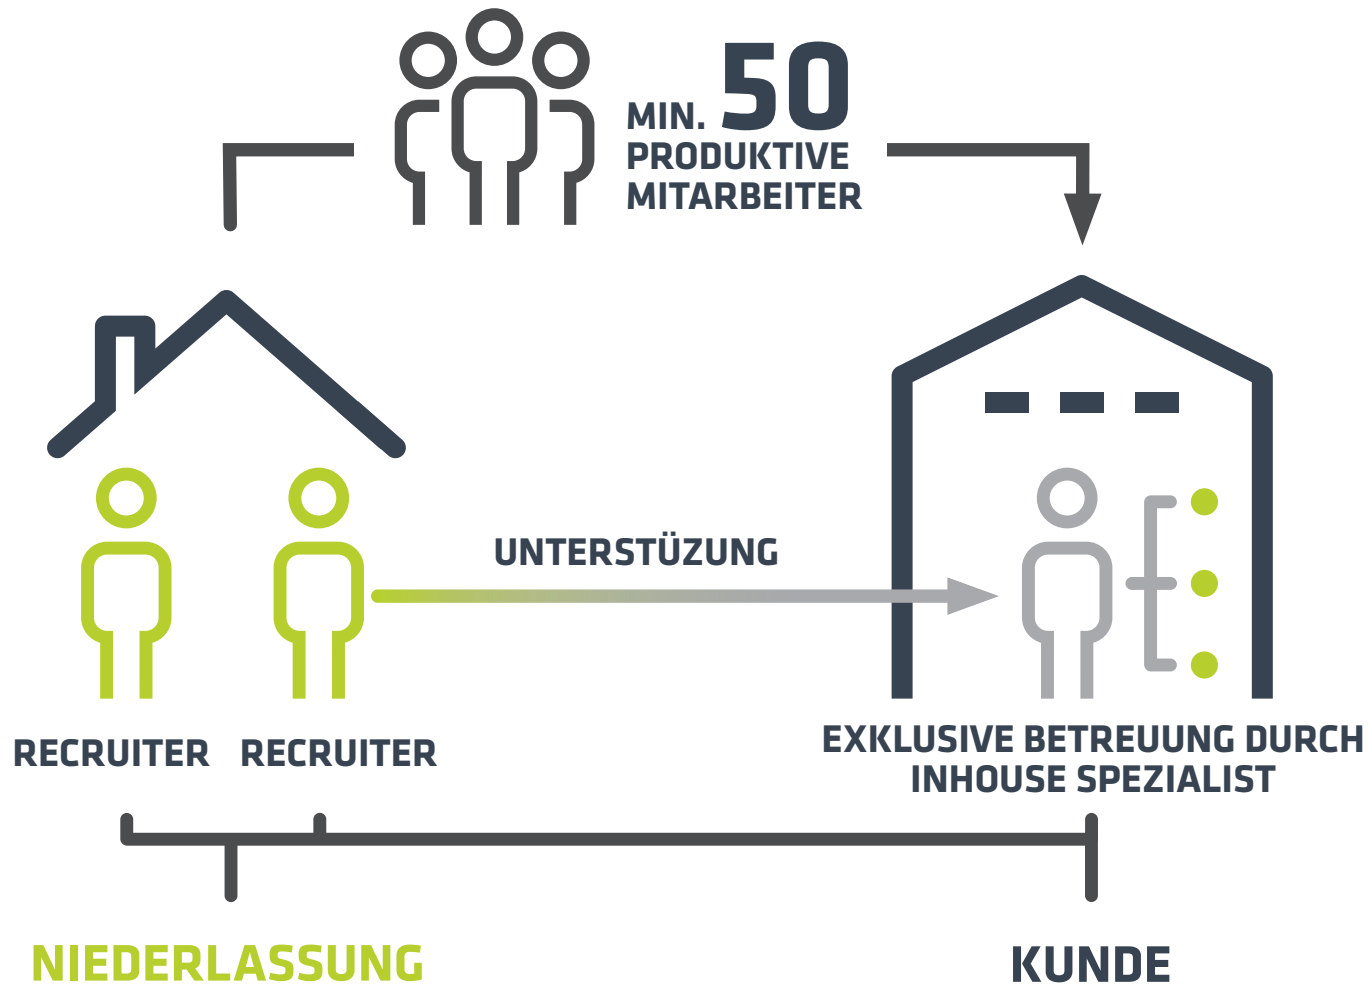 MIN. 50
PRODUKTIVE
MITARBEITER
UNTERSTÜZUNG
RECRUITER RECRUITER
EXKLUSIVE BETREUUNG DURCH
INHOUSE SPEZIALIST
NIEDERLASSUNG
KUNDE